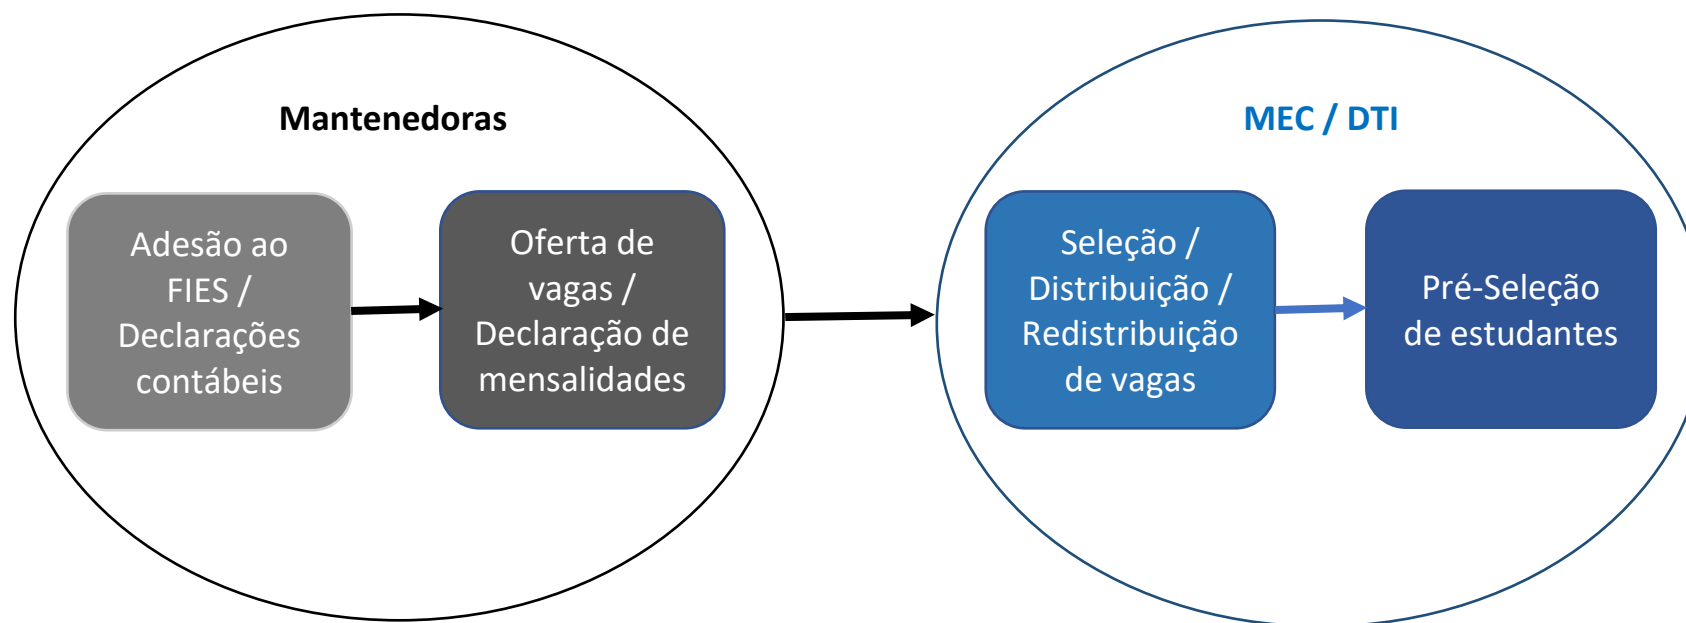 Mantenedoras
Adesão ao
FIES /
Declarações
contábeis
Oferta de
vagas /
Declaração de
mensalidades
MEC / DTI
Seleção /
Distribuição /
Redistribuição
de vagas
Pré-Seleção
de estudantes